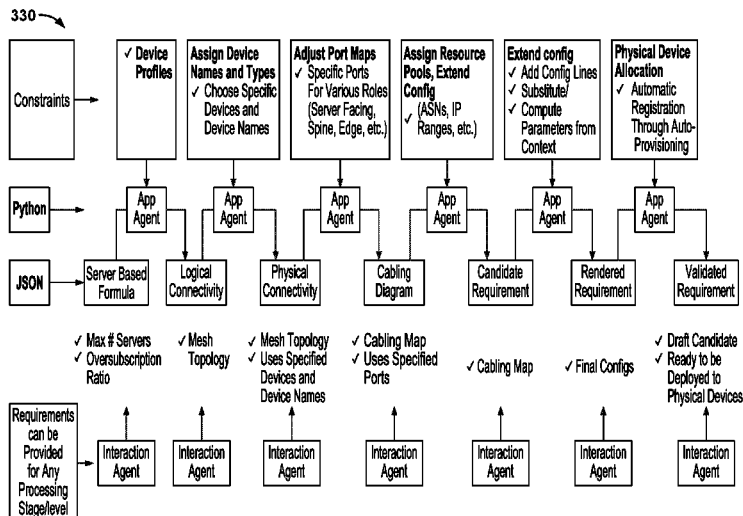 330
Constraints
✓ Device
Profiles
Assign Device
Names and Types
✓ Choose Specific
Devices and
Device Names
Adjust Port Maps
✓ Specific Ports
For Various Roles
(Server Facing,
Spine, Edge, etc.)
Assign Resource
Pools, Extend
Config
✓ (ASNs, IP
Ranges, etc.)
Extend config
✓ Add Config Lines
✓ Substitute/
✓ Compute
Parameters from
Context
Physical Device
Allocation
✓ Automatic
Registration
Through Auto-
Provisioning
Python
App
Agent
App
Agent
App
Agent
App
Agent
App
Agent
App
Agent
JSON
Server Based
Formula
Logical
Connectivity
Physical
Connectivity
Cabling
Diagram
Candidate
Requirement
Rendered
Requirement
Validated
Requirement
✓ Max # Servers
✓ Oversubscription
Ratio
✓ Mesh
Topology
✓ Mesh Topology
✓ Uses Specified
Devices and
Device Names
✓ Cabling Map
✓ Uses Specified
Ports
✓ Cabling Map
✓ Final Configs
✓ Draft Candidate
✓ Ready to be
Deployed to
Physical Devices
Requirements
can be
Provided
for Any
Processing
Stage/level
Interaction
Agent
Interaction
Agent
Interaction
Agent
Interaction
Agent
Interaction
Agent
Interaction
Agent
Interaction
Agent